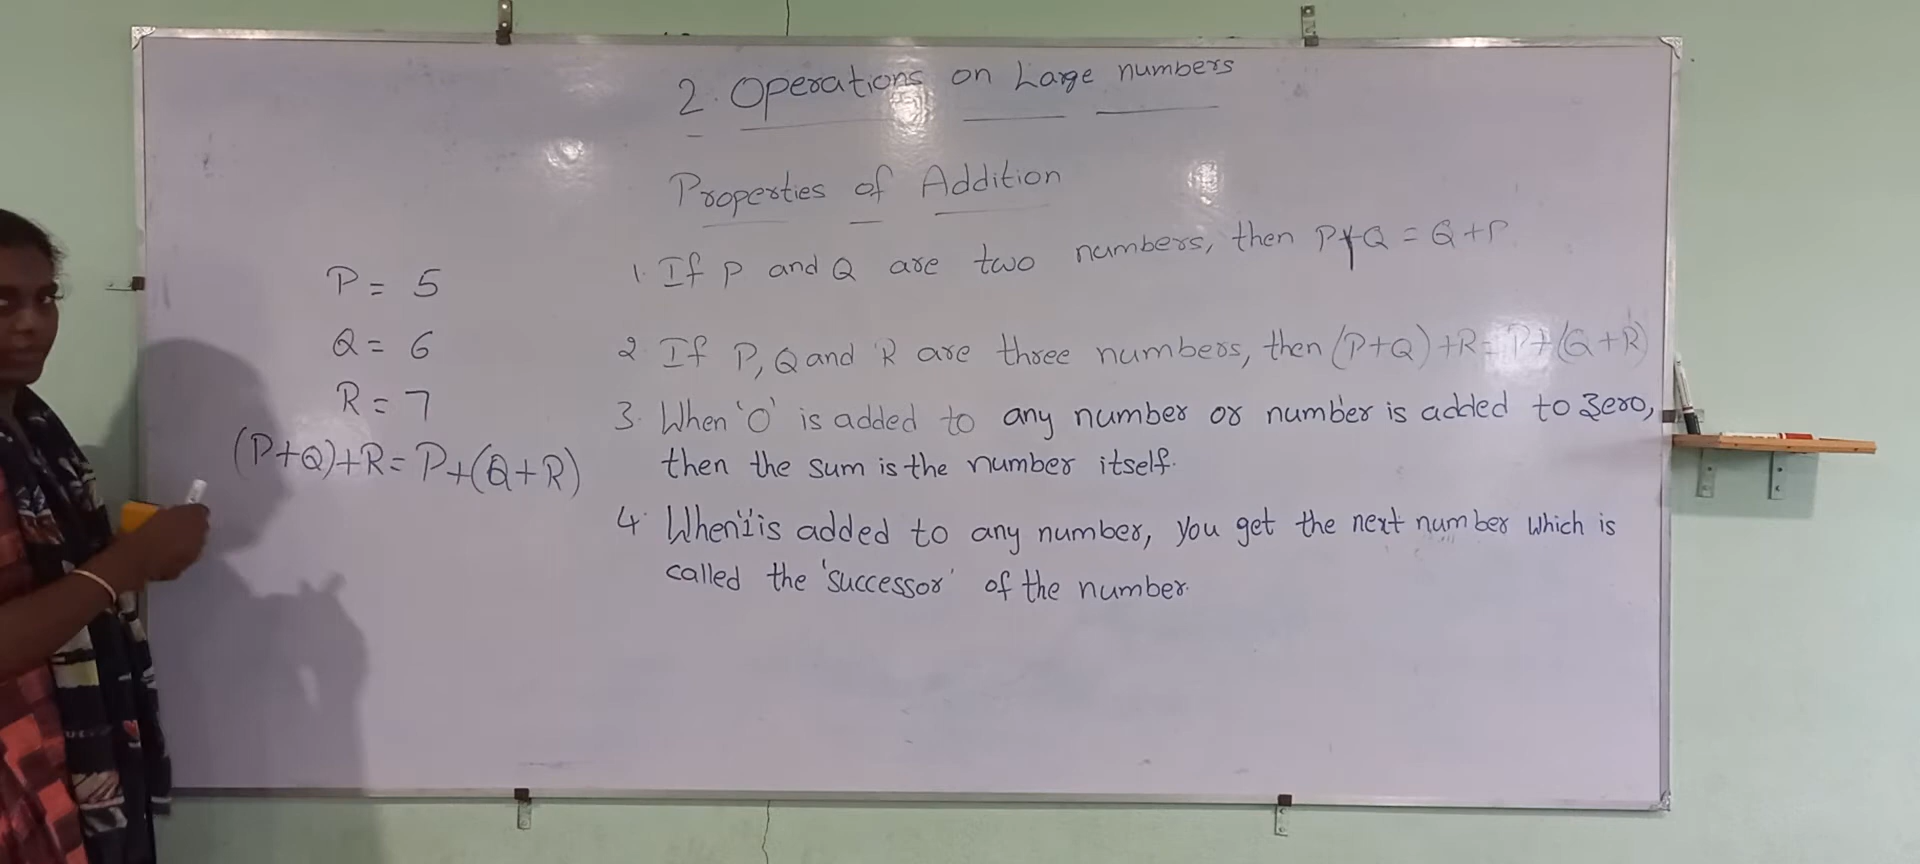 2. Operations on Large numbers
Properties of Addition
1. If P and Q are two numbers, then P+Q = Q+P
2 If P, Q and R are three numbers, then (P+Q)+R= P+(Q+R)
3. When '0' is added to any number or number is added to Zero,
then the sum is the number itself.
4. When '1' is added to any number, you get the next number which is
called the 'successor' of the number.
P = 5
Q = 6
R = 7
(P+Q)+R= P+(Q+R)